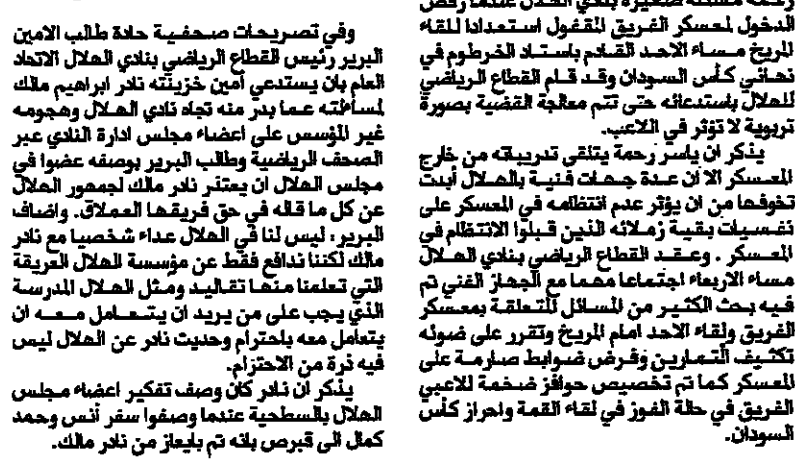 رحمة مشكلة صغيرة بنادي الهلال عندما رفض
الدخول لمعسكر الفريق المقفول استعدادا للقاء
المريخ مساء الاحد القادم باستاد الخرطوم في
نهائي كأس السودان وقد قام القطاع الرياضي
للهلال باستدعائه حتى تتم معالجة القضية بصورة
تربوية لا تؤثر في اللاعب.
يذكر ان ياسر رحمة يتلقى تدريباته من خارج
المعسكر الا ان عدة جهات فنية بالهلال أبدت
تخوفها من ان يؤثر عدم انتظامه في المعسكر على
نفسيات بقية زملائه الذين قبلوا الانتظام في
المعسكر . وعقد القطاع الرياضي بنادي الهلال
مساء الاربعاء اجتماعا مهما مع الجهاز الفني تم
فيه بحث الكثير من المسائل المتعلقة بمعسكر
الفريق ولقاء الاحد امام المريخ وتقرر على ضوئه
تكثيف التمارين وفرض ضوابط صارمة على
المعسكر كما تم تخصيص حوافز ضخمة للاعبي
الفريق في حالة الفوز في لقاء القمة واحراز كأس
السودان.
وفي تصريحات صحفية حادة طالب الامين
البرير رئيس القطاع الرياضي بنادي الهلال الاتحاد
العام بان يستدعي أمين خزينته نادر ابراهيم مالك
لمساءلته عما بدر منه تجاه نادي الهلال وهجومه
غير المؤسس على اعضاء مجلس ادارة النادي عبر
الصحف الرياضية وطالب البرير بوصفه عضوا في
مجلس الهلال ان يعتذر نادر مالك لجمهور الهلال
عن كل ما قاله في حق فريقها العملاق. واضاف
البرير: ليس لنا في الهلال عداء شخصيا مع نادر
مالك لكننا ندافع فقط عن مؤسسة الهلال العريقة
التي تعلمنا منها تقاليد ومثل الهلال المدرسة
الذي يجب على من يريد ان يتعامل معه ان
يتعامل معه باحترام وحديث نادر عن الهلال ليس
فيه ذرة من الاحترام.
يذكر ان نادر كان وصف تفكير اعضاء مجلس
الهلال بالسطحية عندما وصفوا سفر أنس وحمد
كمال الى قبرص بانه تم بايعاز من نادر مالك.